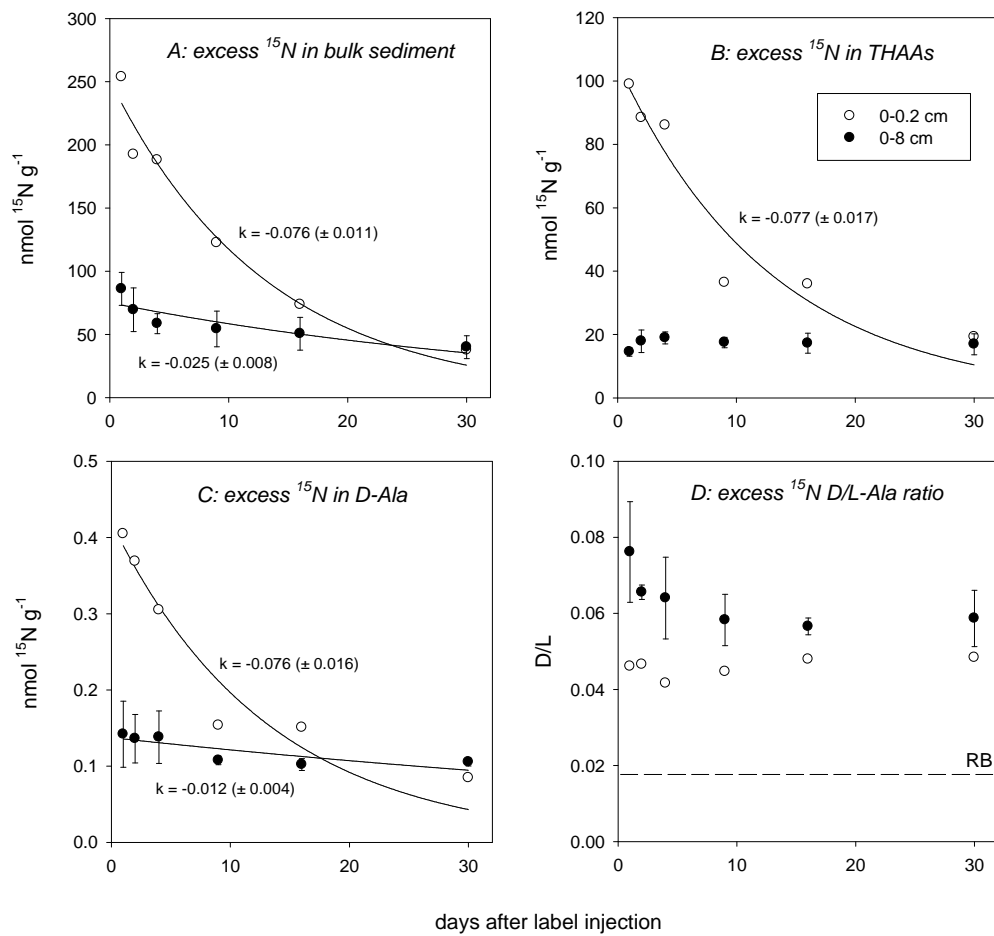 A: excess ¹⁵N in bulk sediment
nmol ¹⁵N g⁻¹
300
250
200
150
100
50
0
k = -0.076 (± 0.011)
k = -0.025 (± 0.008)
0 10 20 30
B: excess ¹⁵N in THAAs
nmol ¹⁵N g⁻¹
120
100
80
60
40
20
0
0-0.2 cm
0-8 cm
k = -0.077 (± 0.017)
0 10 20 30
C: excess ¹⁵N in D-Ala
nmol ¹⁵N g⁻¹
0.5
0.4
0.3
0.2
0.1
0.0
k = -0.076 (± 0.016)
k = -0.012 (± 0.004)
0 10 20 30
D: excess ¹⁵N D/L-Ala ratio
D/L
0.10
0.08
0.06
0.04
0.02
0.00
RB
0 10 20 30
days after label injection